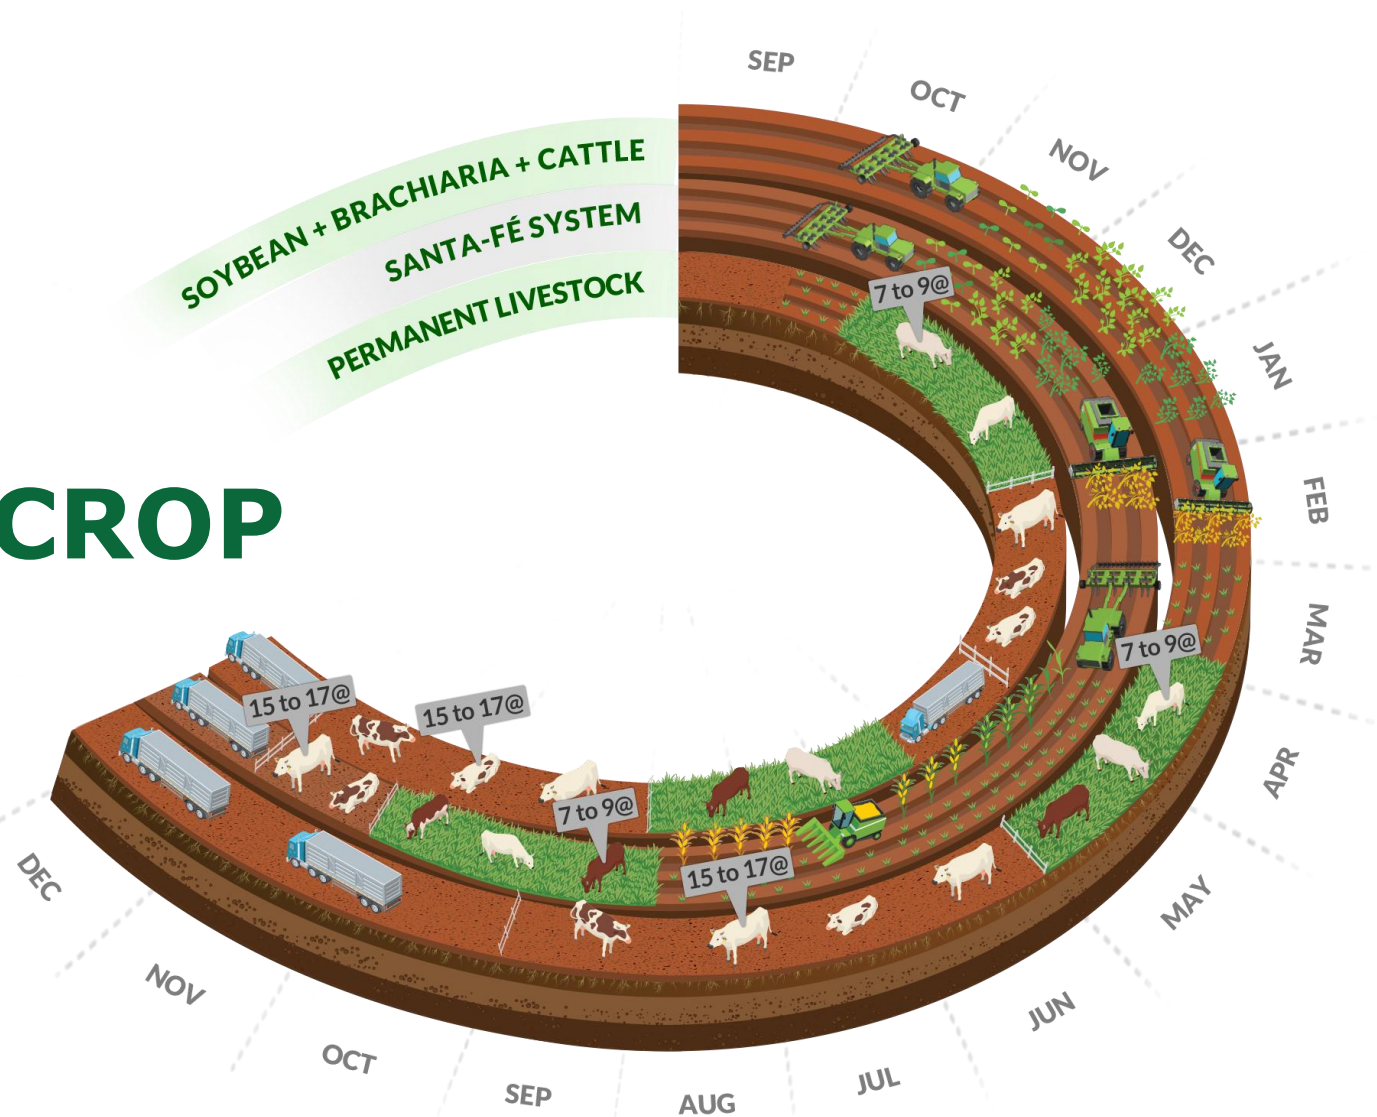 SEP
OCT
NOV
DEC
JAN
FEB
MAR
APR
MAY
JUN
JUL
AUG
SEP
OCT
NOV
DEC
SOYBEAN + BRACHIARIA + CATTLE
SANTA-FÉ SYSTEM
PERMANENT LIVESTOCK
7 to 9@
CROP
7 to 9@
15 to 17@
15 to 17@
7 to 9@
15 to 17@